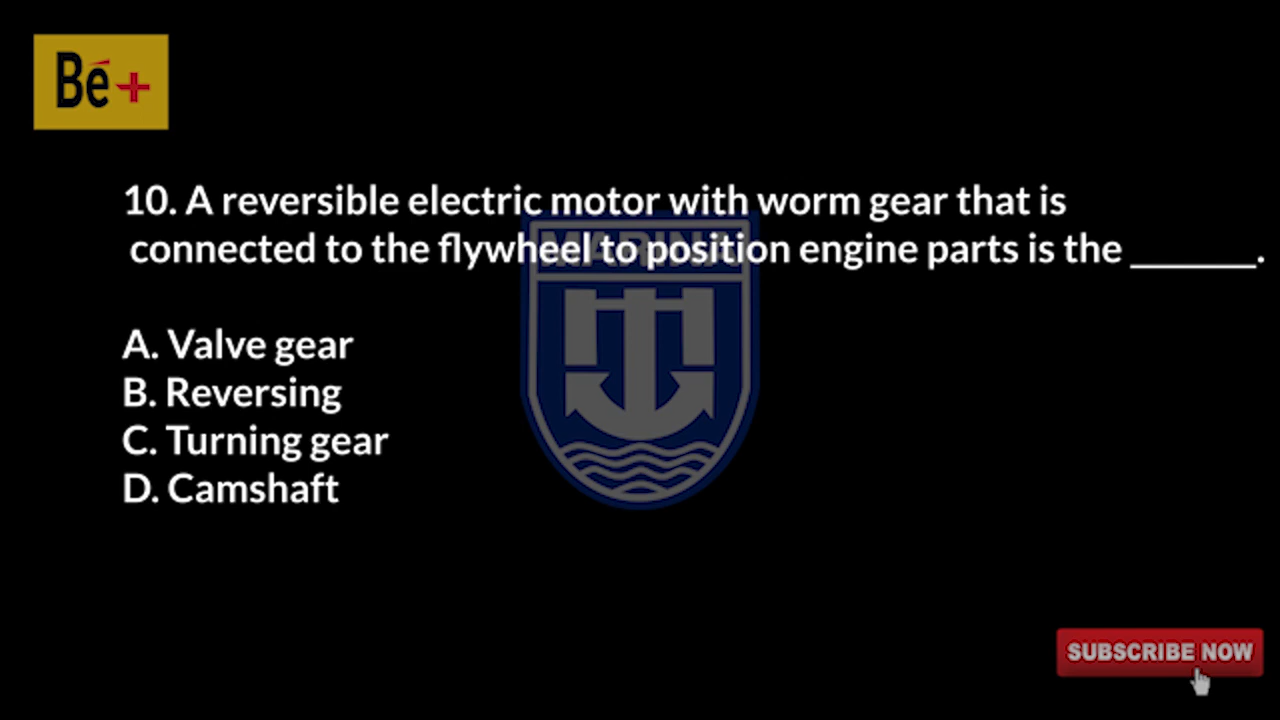 Bé+
10. A reversible electric motor with worm gear that is
connected to the flywheel to position engine parts is the _______.
MARINA
A. Valve gear
B. Reversing
C. Turning gear
D. Camshaft
SUBSCRIBE NOW